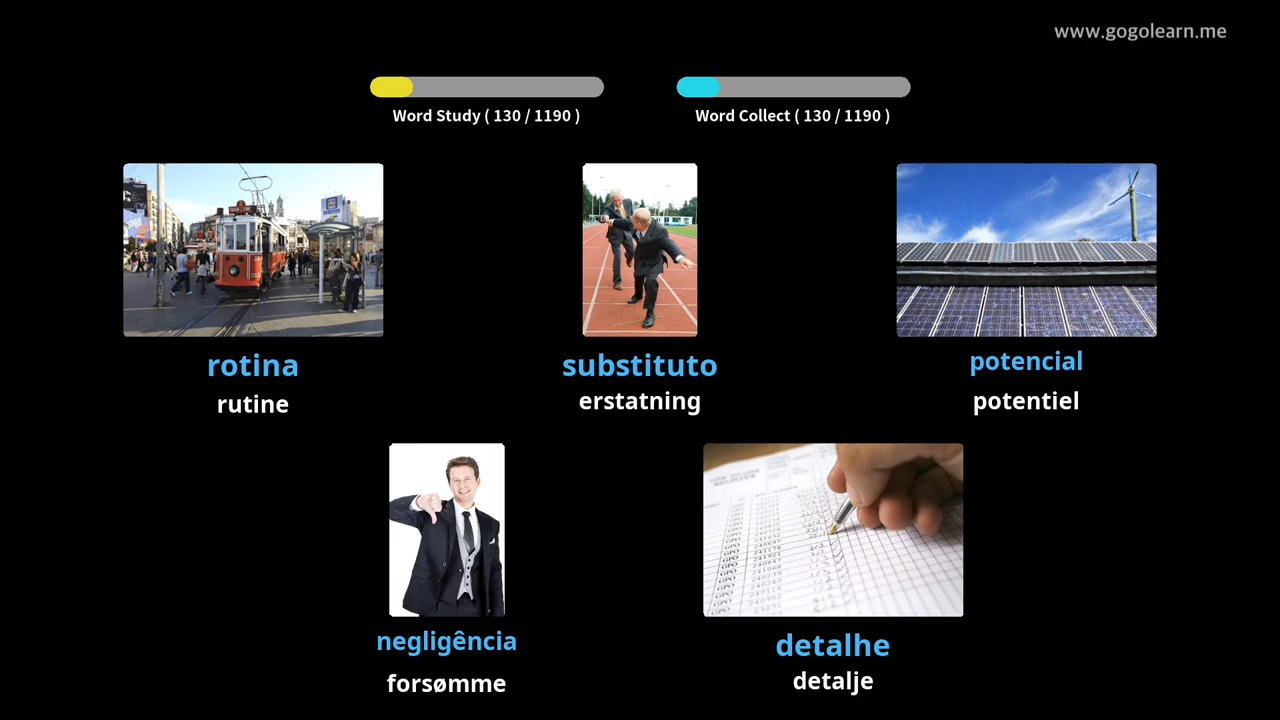 www.gogolearn.me
Word Study ( 130 / 1190 )
Word Collect ( 130 / 1190 )
rotina
rutine
substituto
erstatning
potencial
potentiel
negligência
forsømme
detalhe
detalje